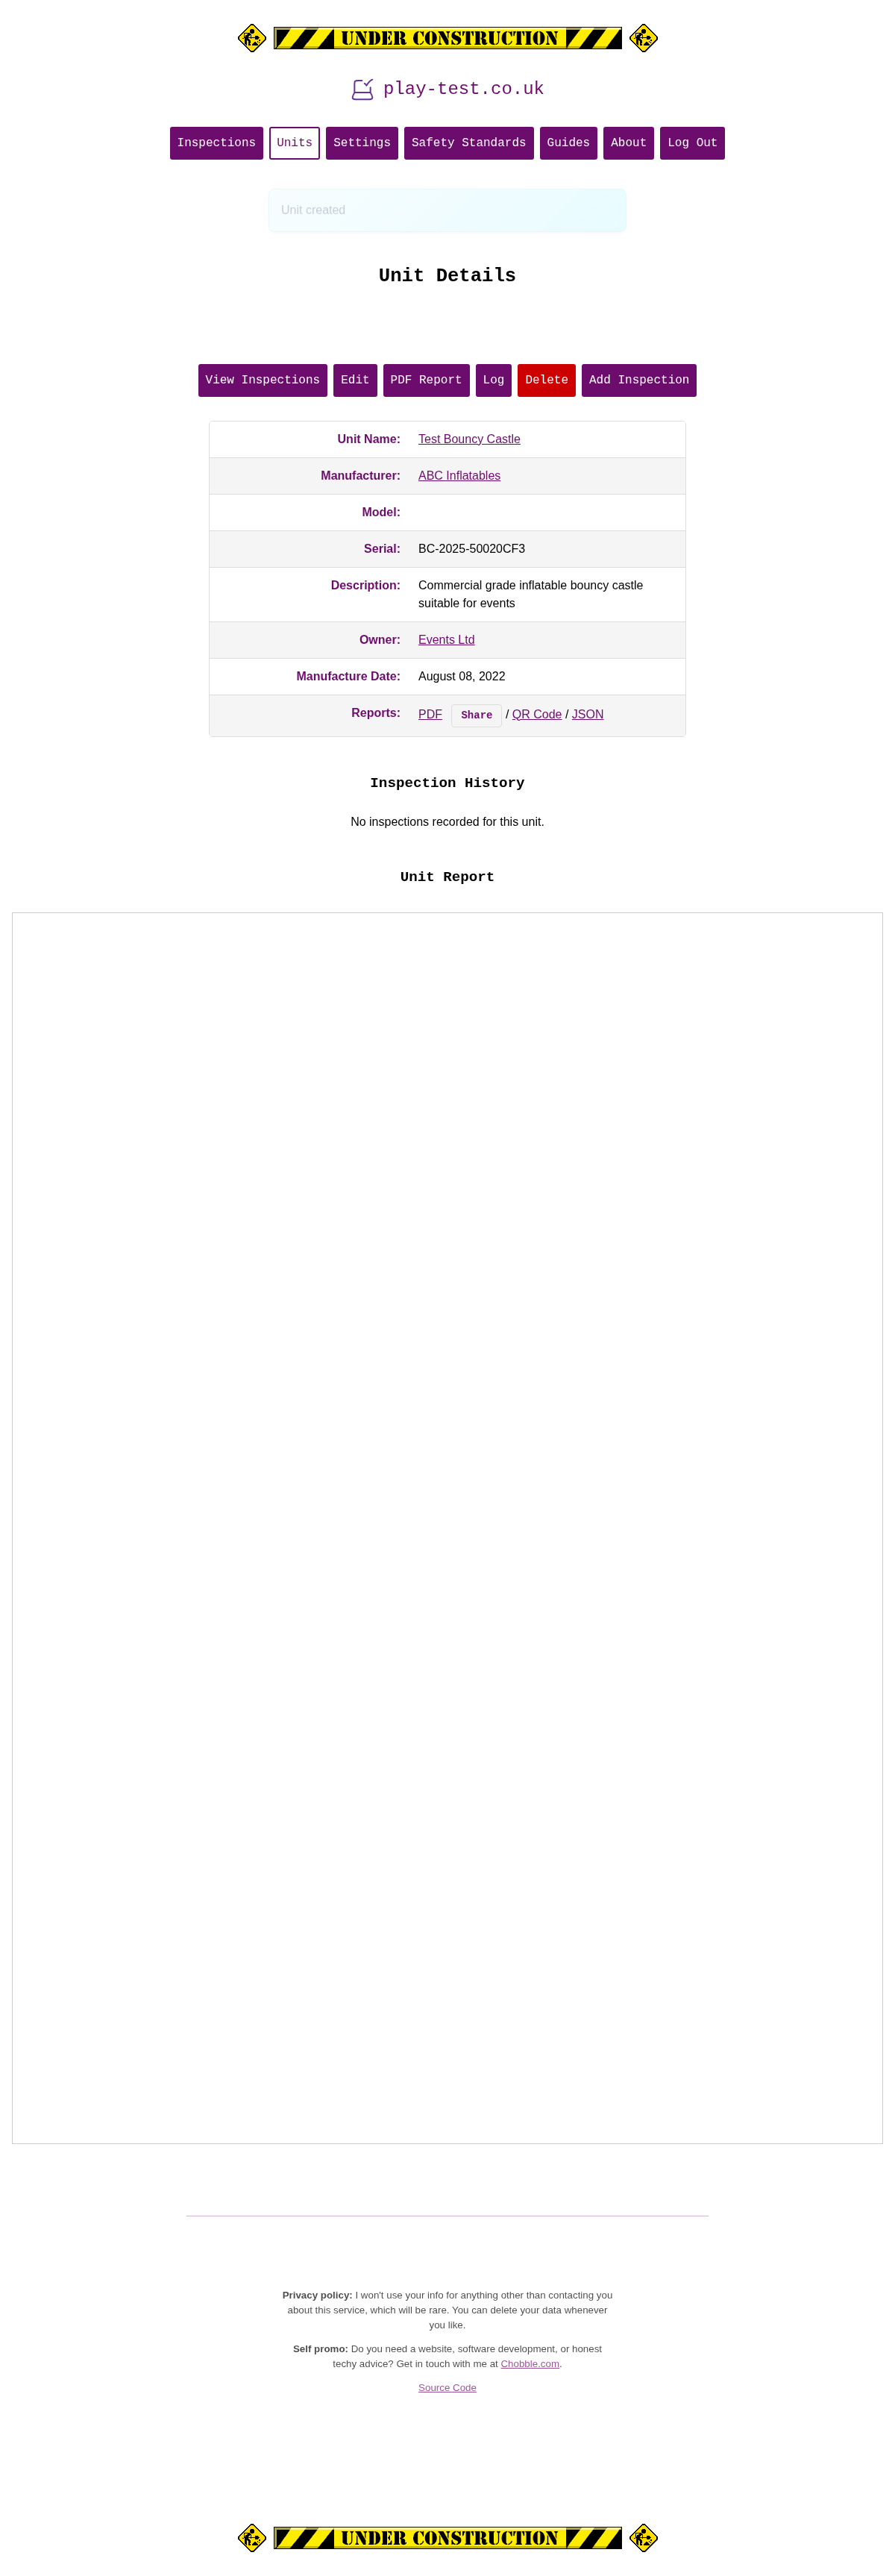 UNDER CONSTRUCTION
play-test.co.uk
Inspections Units Settings Safety Standards Guides About Log Out
Unit created
Unit Details
View Inspections Edit PDF Report Log Delete Add Inspection
Unit Name: Test Bouncy Castle
Manufacturer: ABC Inflatables
Model:
Serial: BC-2025-50020CF3
Description: Commercial grade inflatable bouncy castle
suitable for events
Owner: Events Ltd
Manufacture Date: August 08, 2022
Reports: PDF Share / QR Code / JSON
Inspection History
No inspections recorded for this unit.
Unit Report
Privacy policy: I won't use your info for anything other than contacting you
about this service, which will be rare. You can delete your data whenever
you like.
Self promo: Do you need a website, software development, or honest
techy advice? Get in touch with me at Chobble.com.
Source Code
UNDER CONSTRUCTION